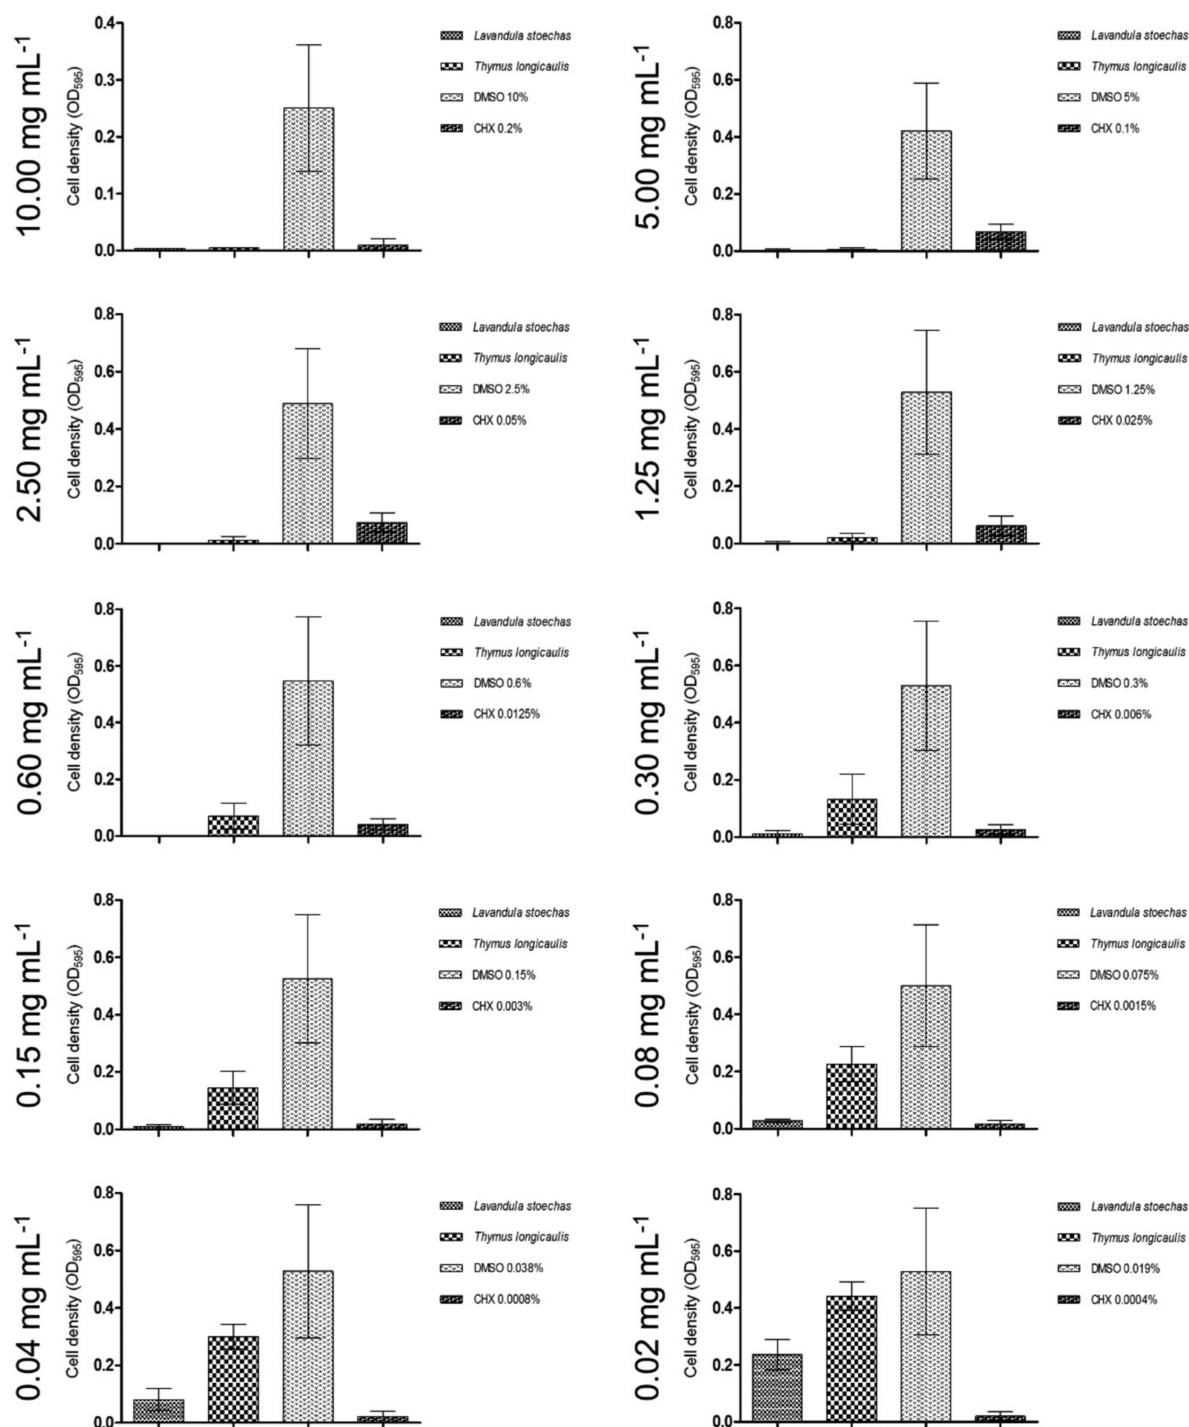 10.00 mg mL-1
Cell density (OD595)
0.4
0.3
0.2
0.1
0.0
Lavandula stoechas
Thymus longicaulis
DMSO 10%
CHX 0.2%
5.00 mg mL-1
Cell density (OD595)
0.8
0.6
0.4
0.2
0.0
Lavandula stoechas
Thymus longicaulis
DMSO 5%
CHX 0.1%
2.50 mg mL-1
Cell density (OD595)
0.8
0.6
0.4
0.2
0.0
Lavandula stoechas
Thymus longicaulis
DMSO 2.5%
CHX 0.05%
1.25 mg mL-1
Cell density (OD595)
0.8
0.6
0.4
0.2
0.0
Lavandula stoechas
Thymus longicaulis
DMSO 1.25%
CHX 0.025%
0.60 mg mL-1
Cell density (OD595)
0.8
0.6
0.4
0.2
0.0
Lavandula stoechas
Thymus longicaulis
DMSO 0.6%
CHX 0.0125%
0.30 mg mL-1
Cell density (OD595)
0.8
0.6
0.4
0.2
0.0
Lavandula stoechas
Thymus longicaulis
DMSO 0.3%
CHX 0.006%
0.15 mg mL-1
Cell density (OD595)
0.8
0.6
0.4
0.2
0.0
Lavandula stoechas
Thymus longicaulis
DMSO 0.15%
CHX 0.003%
0.08 mg mL-1
Cell density (OD595)
0.8
0.6
0.4
0.2
0.0
Lavandula stoechas
Thymus longicaulis
DMSO 0.075%
CHX 0.0015%
0.04 mg mL-1
Cell density (OD595)
0.8
0.6
0.4
0.2
0.0
Lavandula stoechas
Thymus longicaulis
DMSO 0.038%
CHX 0.0008%
0.02 mg mL-1
Cell density (OD595)
0.8
0.6
0.4
0.2
0.0
Lavandula stoechas
Thymus longicaulis
DMSO 0.019%
CHX 0.0004%